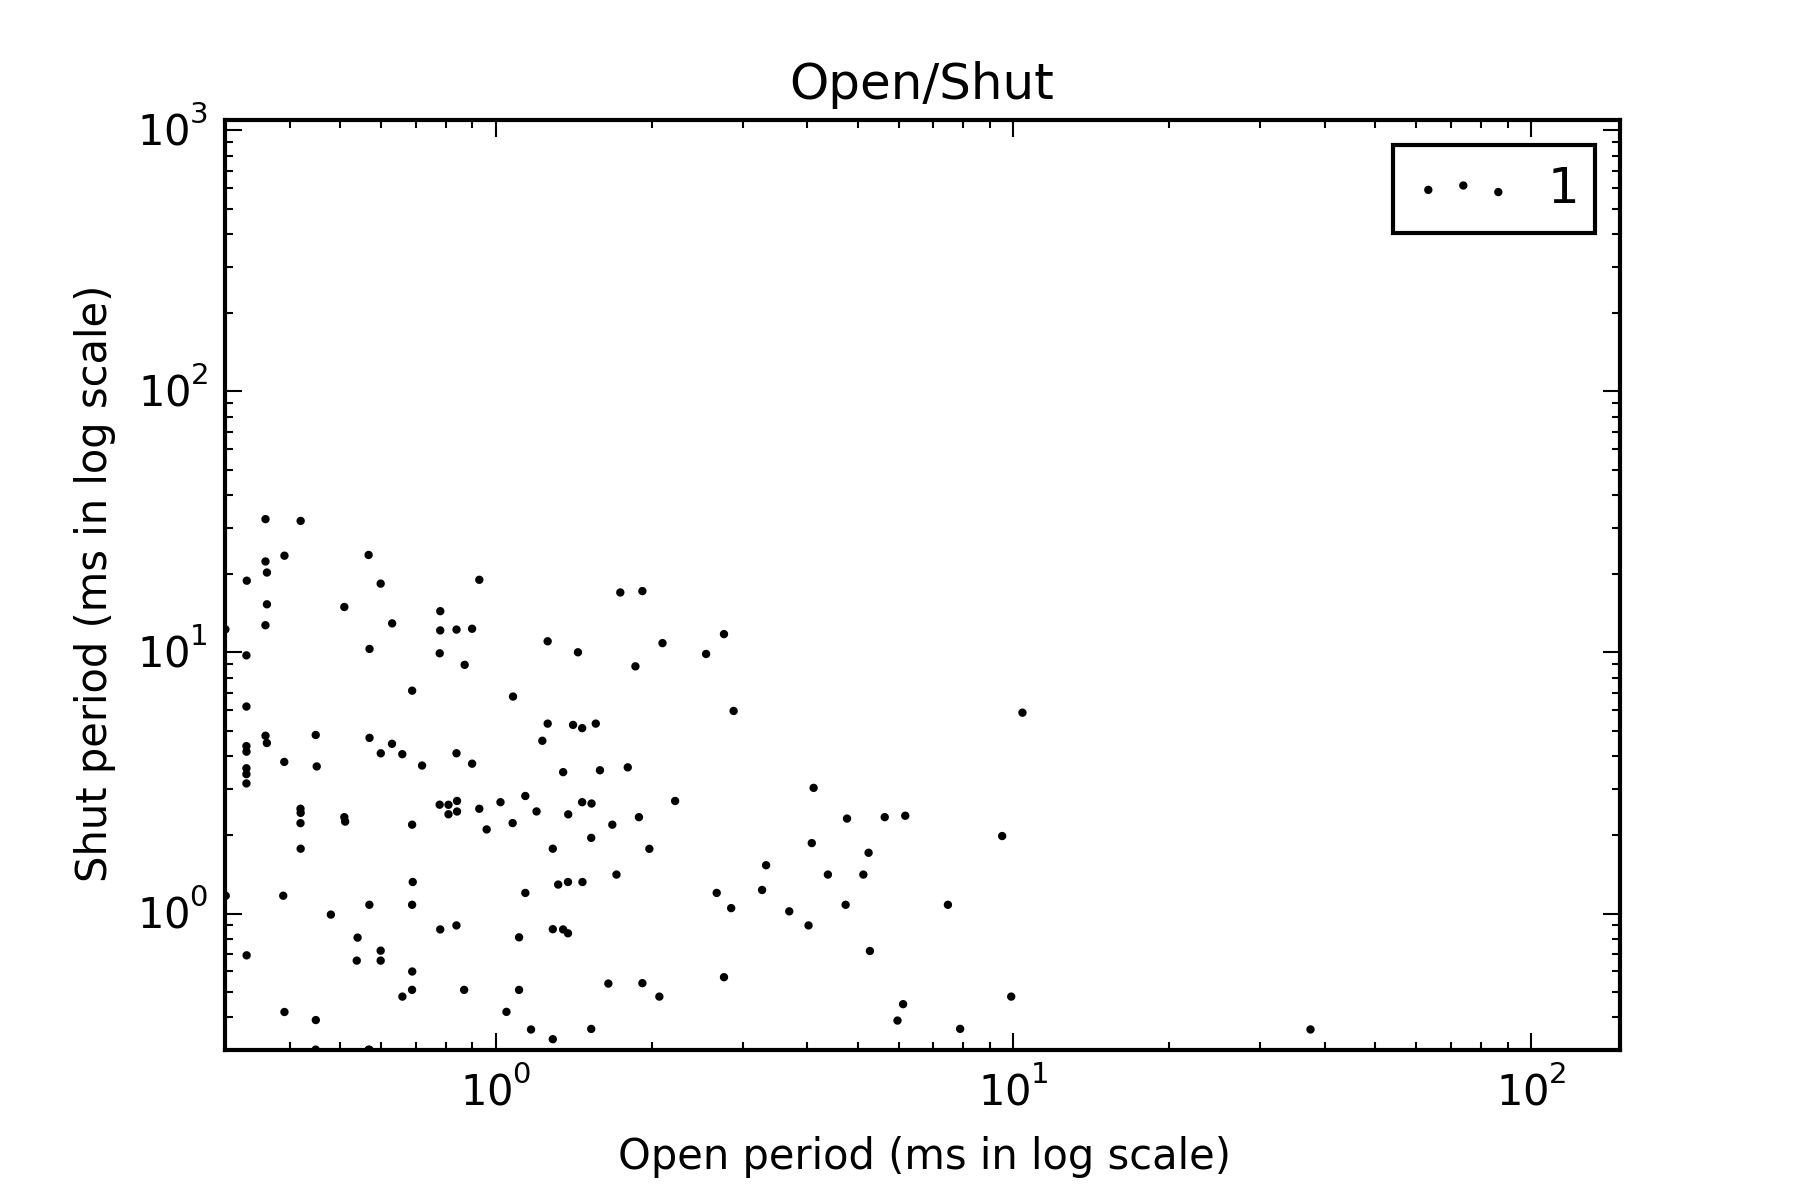 Open/Shut
10³
10²
10¹
10⁰
Shut period (ms in log scale)
1
10⁰ 10¹ 10²
Open period (ms in log scale)